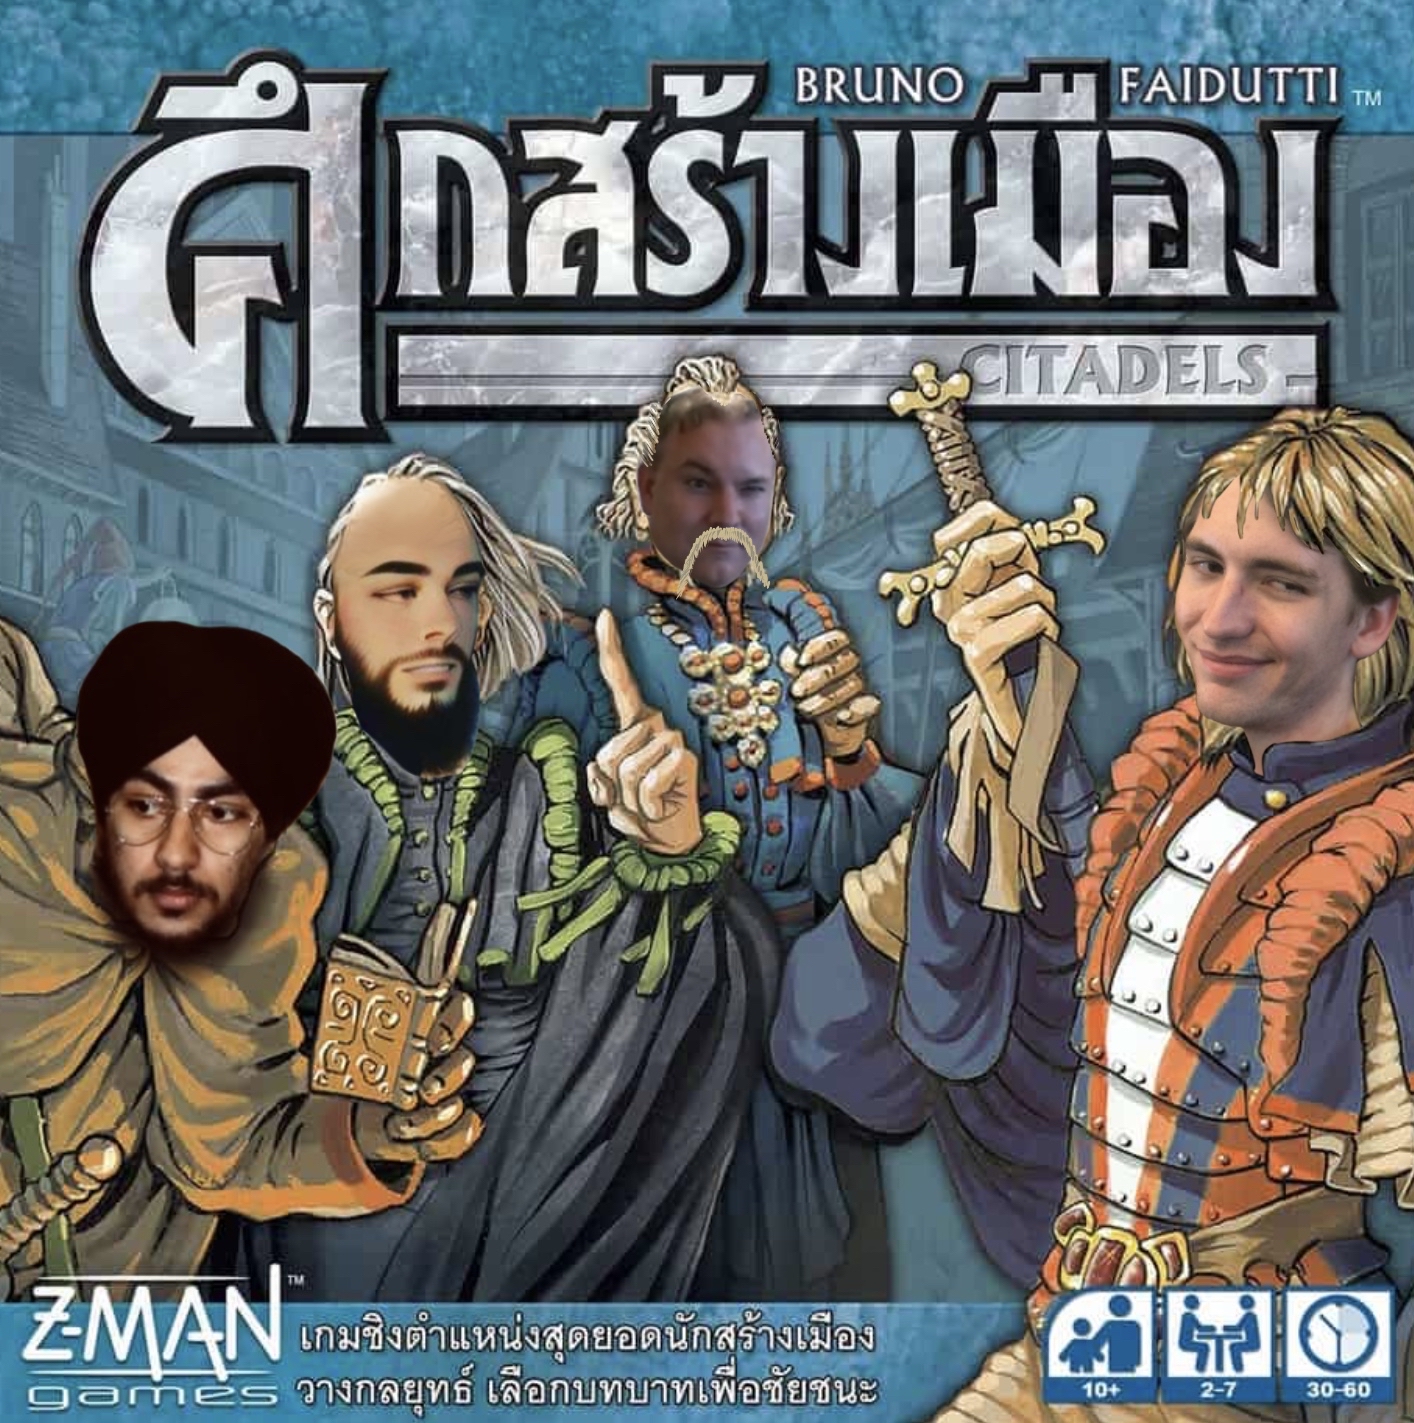 BRUNO FAIDUTTI ™
ศึกสร้างเมือง
CITADELS
Z-MAN™
games
เกมชิงตำแหน่งสุดยอดนักสร้างเมือง
วางกลยุทธ์ เลือกบทบาทเพื่อชัยชนะ
10+
2-7
30-60